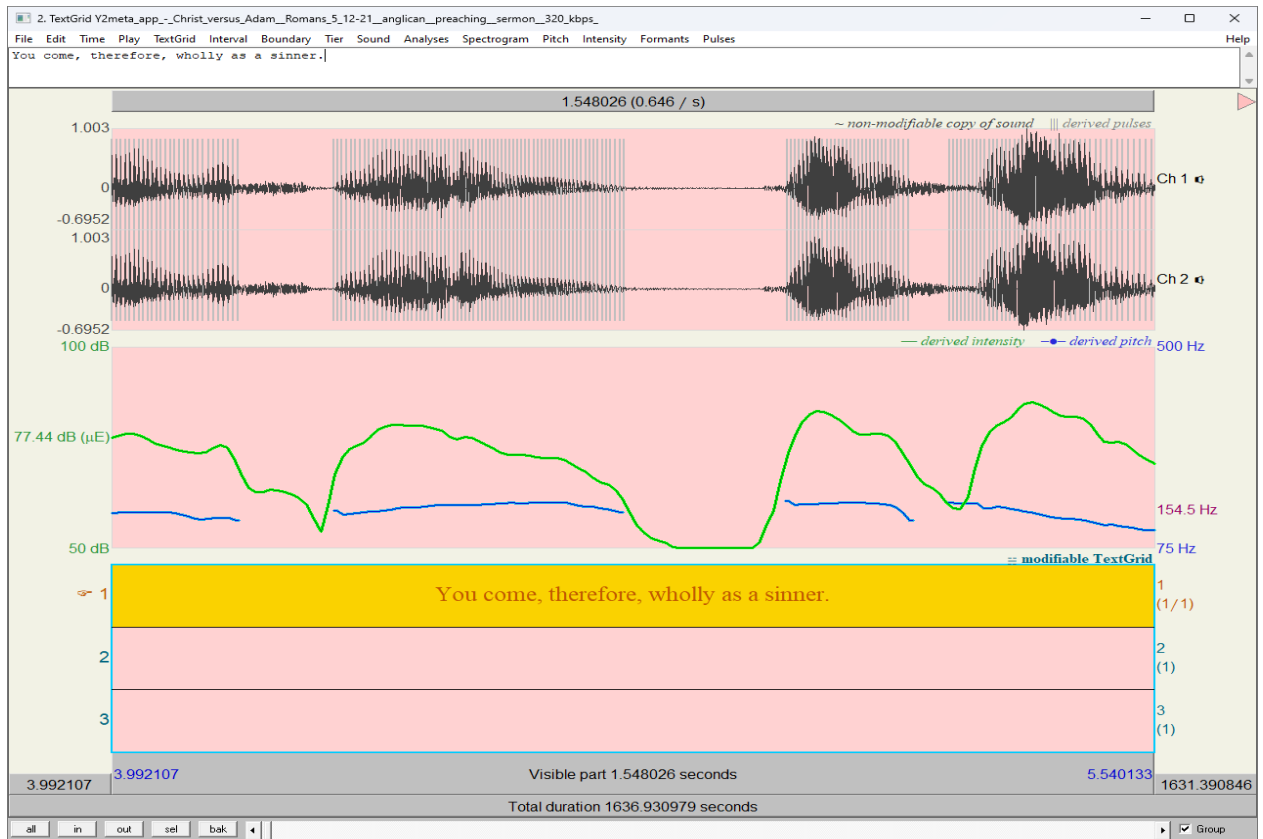 2. TextGrid Y2meta_app_-_Christ_versus_Adam__Romans_5_12-21__anglican__preaching__sermon__320_kbps_
File Edit Time Play TextGrid Interval Boundary Tier Sound Analyses Spectrogram Pitch Intensity Formants Pulses Help
You come, therefore, wholly as a sinner.
1.548026 (0.646 / s)
~ non-modifiable copy of sound ||| derived pulses
1.003
0
Ch 1
-0.6952
1.003
0
Ch 2
-0.6952
— derived intensity –●– derived pitch
100 dB 500 Hz
77.44 dB (µE)
154.5 Hz
50 dB 75 Hz
modifiable TextGrid
☞ 1 You come, therefore, wholly as a sinner. 1
(1/1)
2 2
(1)
3 3
(1)
3.992107 3.992107 Visible part 1.548026 seconds 5.540133 1631.390846
Total duration 1636.930979 seconds
all in out sel bak Group